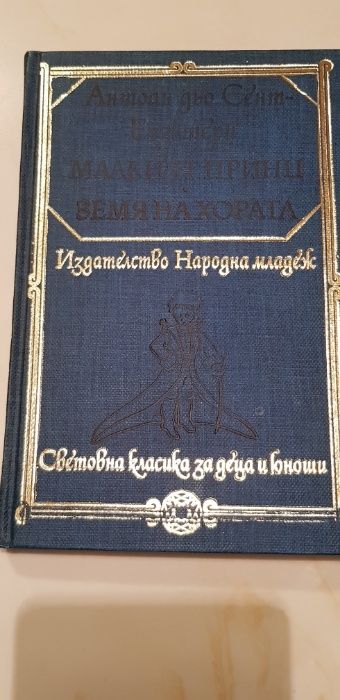 Антоан дьо Сент-
Екзюпери
МАЛКИЯТ ПРИНЦ
ЗЕМЯ НА ХОРАТА
Издателство Народна младеж
Световна класика за деца и юноши